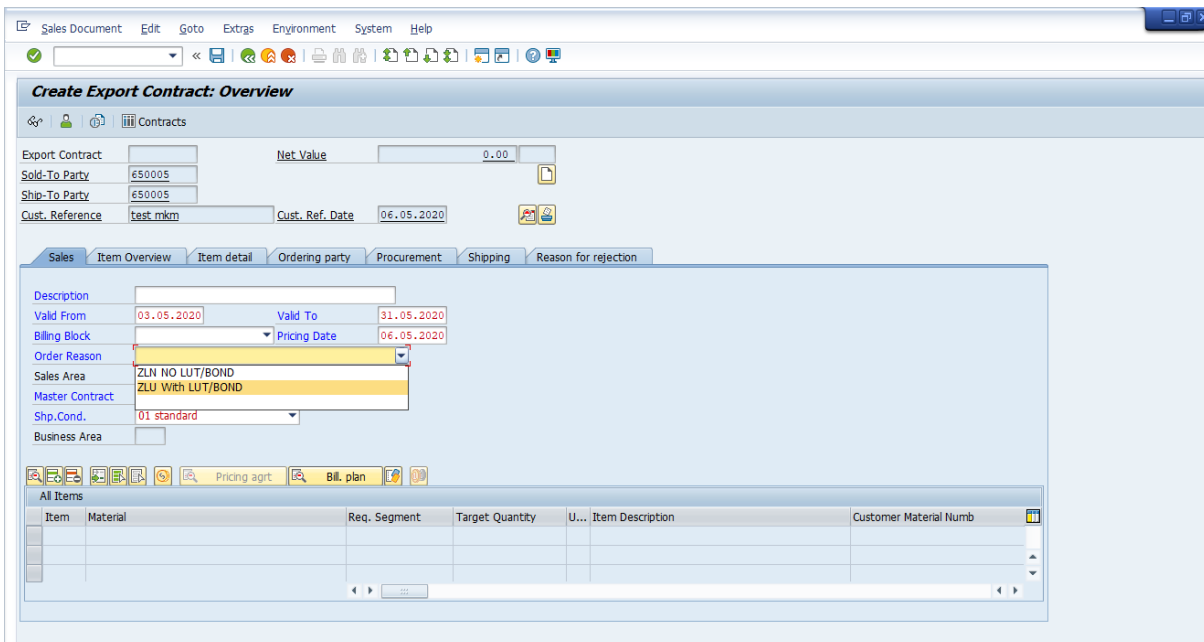 Sales Document Edit Goto Extras Environment System Help
Create Export Contract: Overview
Contracts
Export Contract Net Value 0.00
Sold-To Party 650005
Ship-To Party 650005
Cust. Reference test mkm Cust. Ref. Date 06.05.2020
Sales Item Overview Item detail Ordering party Procurement Shipping Reason for rejection
Description
Valid From 03.05.2020 Valid To 31.05.2020
Billing Block Pricing Date 06.05.2020
Order Reason
ZLN NO LUT/BOND
Sales Area
ZLU With LUT/BOND
Master Contract
Shp.Cond. 01 standard
Business Area
Pricing agrt Bill. plan
All Items
Item Material Req. Segment Target Quantity U... Item Description Customer Material Numb